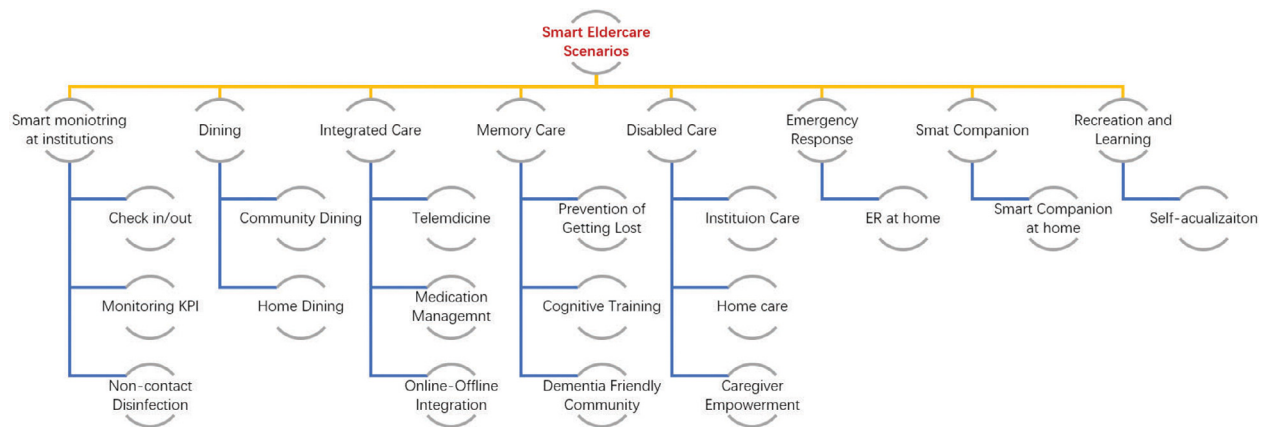 Smart Eldercare
Scenarios
Smart moniotring
at institutions
Dining
Integrated Care
Memory Care
Disabled Care
Emergency
Response
Smat Companion
Recreation and
Learning
Check in/out
Community Dining
Telemdicine
Prevention of
Getting Lost
Instituion Care
ER at home
Smart Companion
at home
Self-acualizaiton
Monitoring KPI
Home Dining
Medication
Managemnt
Cognitive Training
Home care
Non-contact
Disinfection
Online-Offline
Integration
Dementia Friendly
Community
Caregiver
Empowerment